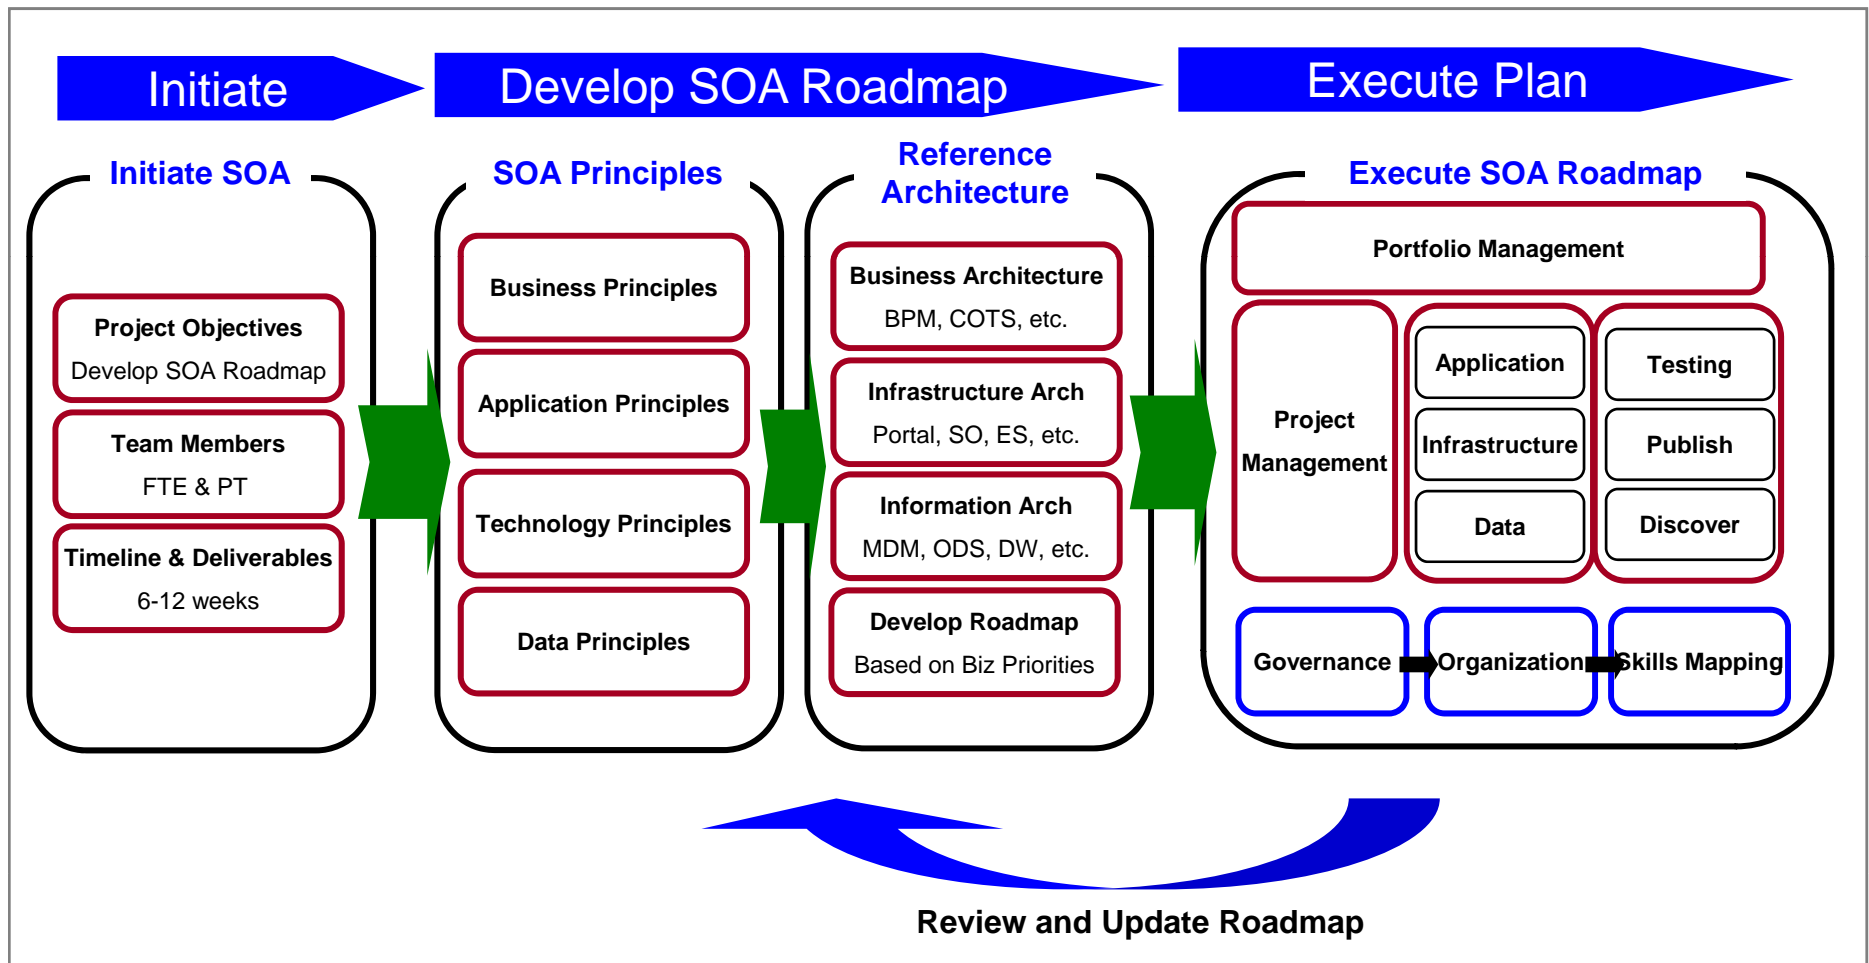 Initiate
Develop SOA Roadmap
Execute Plan
Initiate SOA
Project Objectives
Develop SOA Roadmap
Team Members
FTE & PT
Timeline & Deliverables
6-12 weeks
SOA Principles
Business Principles
Application Principles
Technology Principles
Data Principles
Reference
Architecture
Business Architecture
BPM, COTS, etc.
Infrastructure Arch
Portal, SO, ES, etc.
Information Arch
MDM, ODS, DW, etc.
Develop Roadmap
Based on Biz Priorities
Execute SOA Roadmap
Portfolio Management
Project
Management
Application
Infrastructure
Data
Testing
Publish
Discover
Governance
Organization
Skills Mapping
Review and Update Roadmap